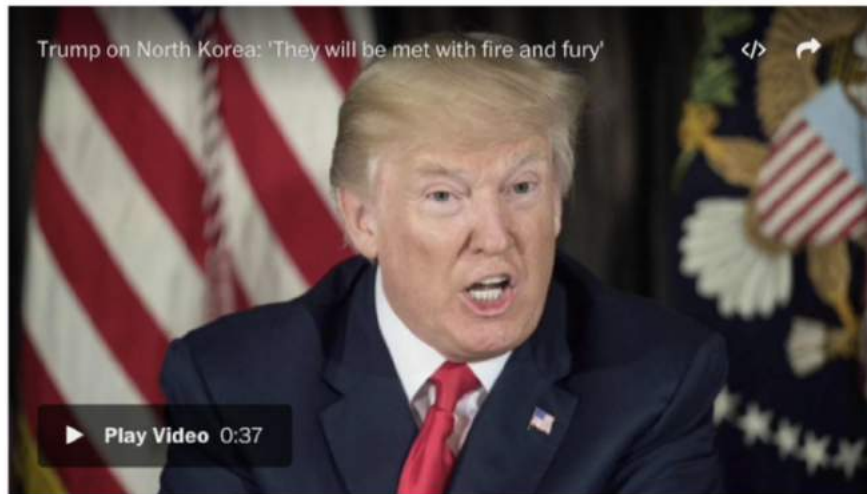 Trump on North Korea: 'They will be met with fire and fury'
</>
Play Video 0:37